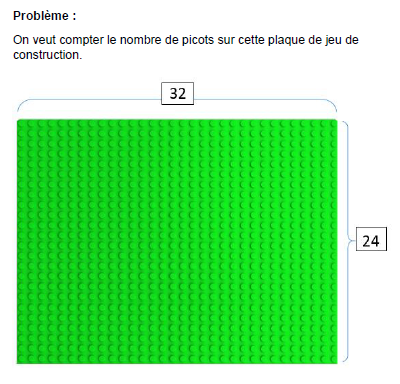 Problème :
On veut compter le nombre de picots sur cette plaque de jeu de
construction.
32
24